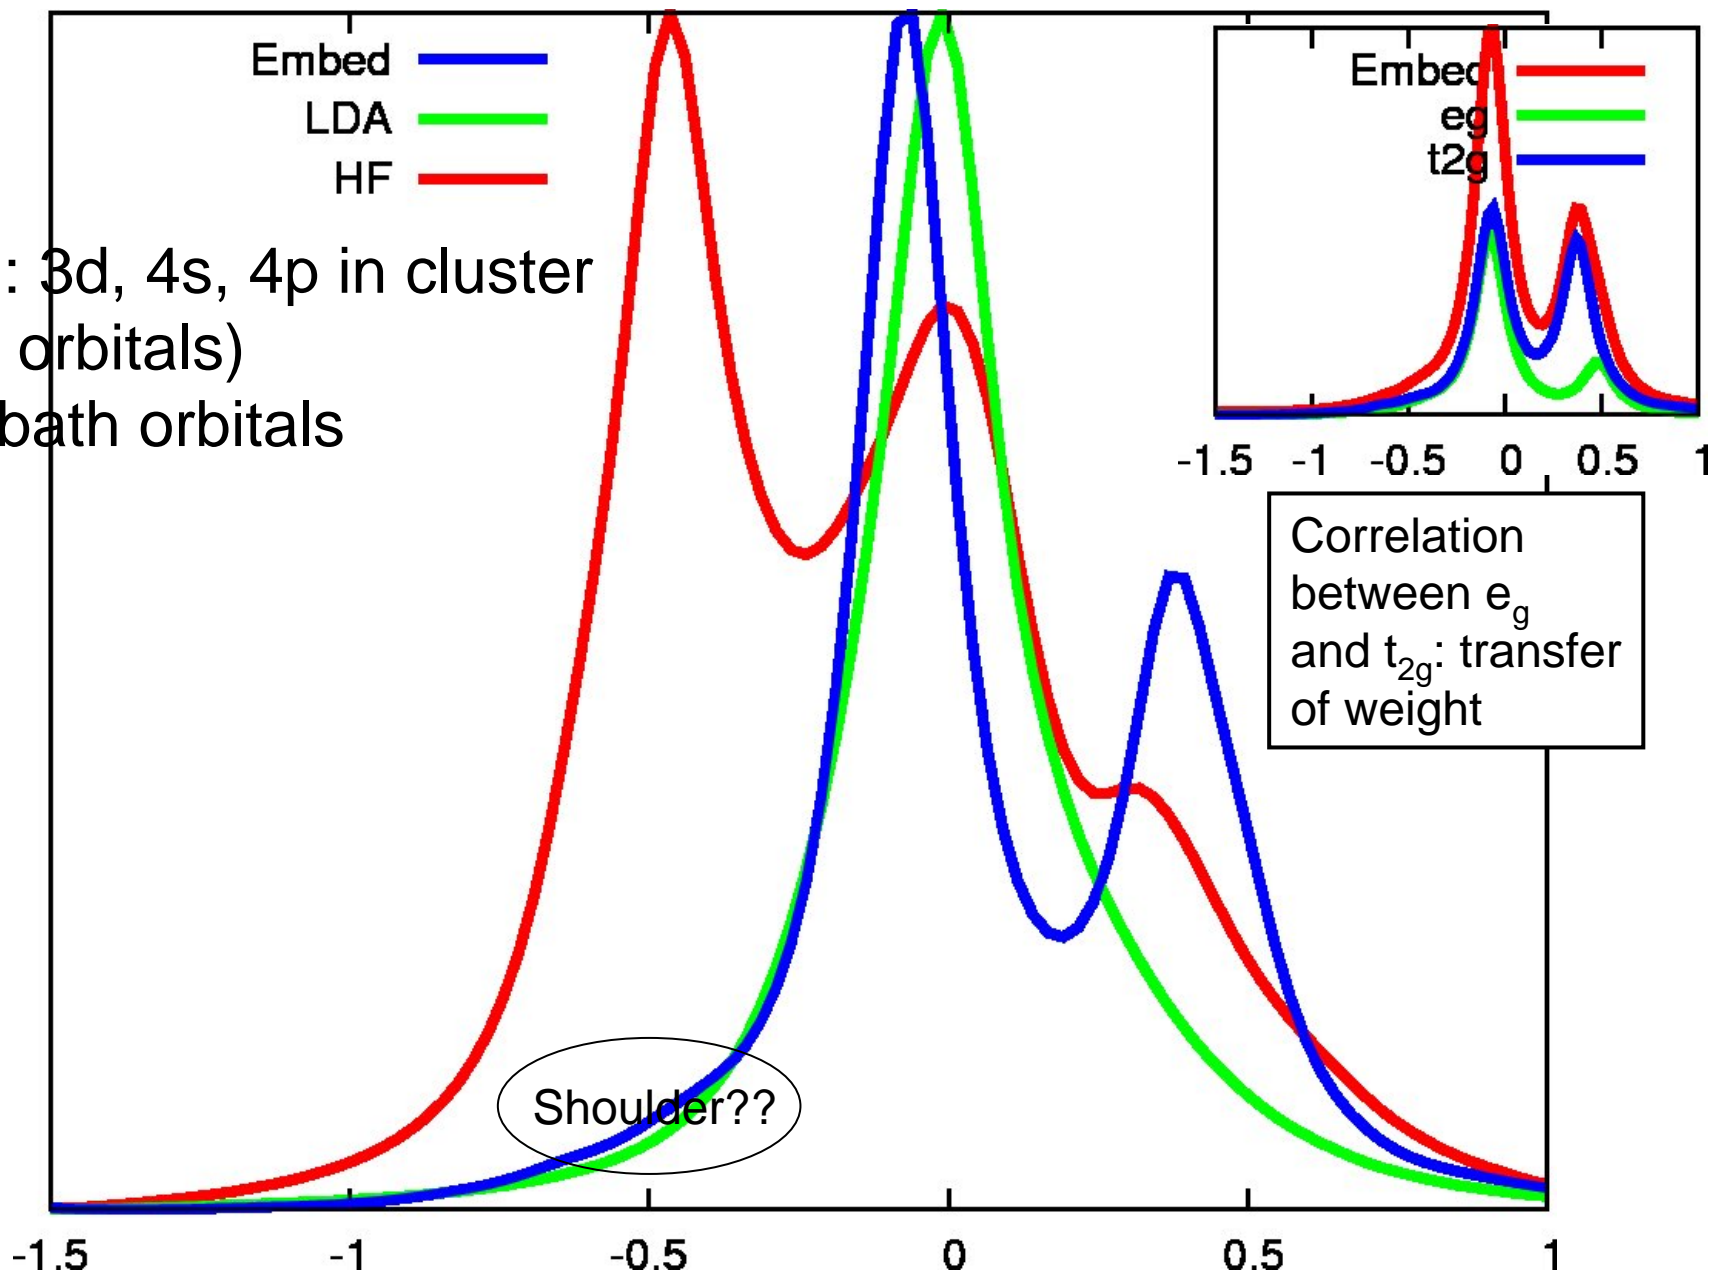 Embed
LDA
HF
: 3d, 4s, 4p in cluster
orbitals)
bath orbitals
Embed
eg
t2g
-1.5 -1 -0.5 0 0.5 1
Correlation
between eg
and t2g: transfer
of weight
Shoulder??
-1.5 -1 -0.5 0 0.5 1